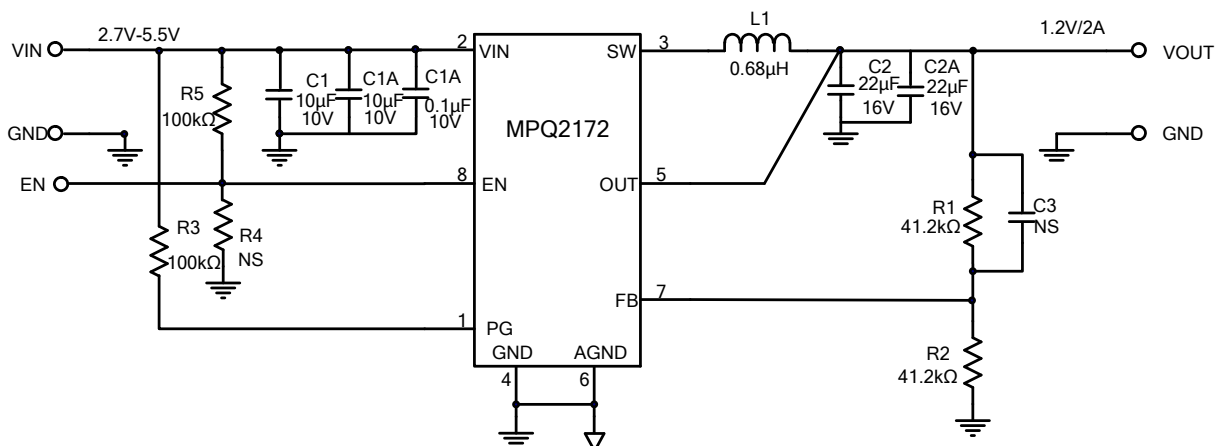 VIN
2.7V-5.5V
2
VIN
SW
3
L1
0.68µH
1.2V/2A
VOUT
R5
100kΩ
C1
10µF
10V
C1A
10µF
10V
C1A
0.1µF
10V
MPQ2172
C2
22µF
16V
C2A
22µF
16V
GND
GND
EN
8
EN
OUT
5
R3
100kΩ
R4
NS
R1
41.2kΩ
C3
NS
FB
7
1
PG
GND
AGND
4
6
R2
41.2kΩ